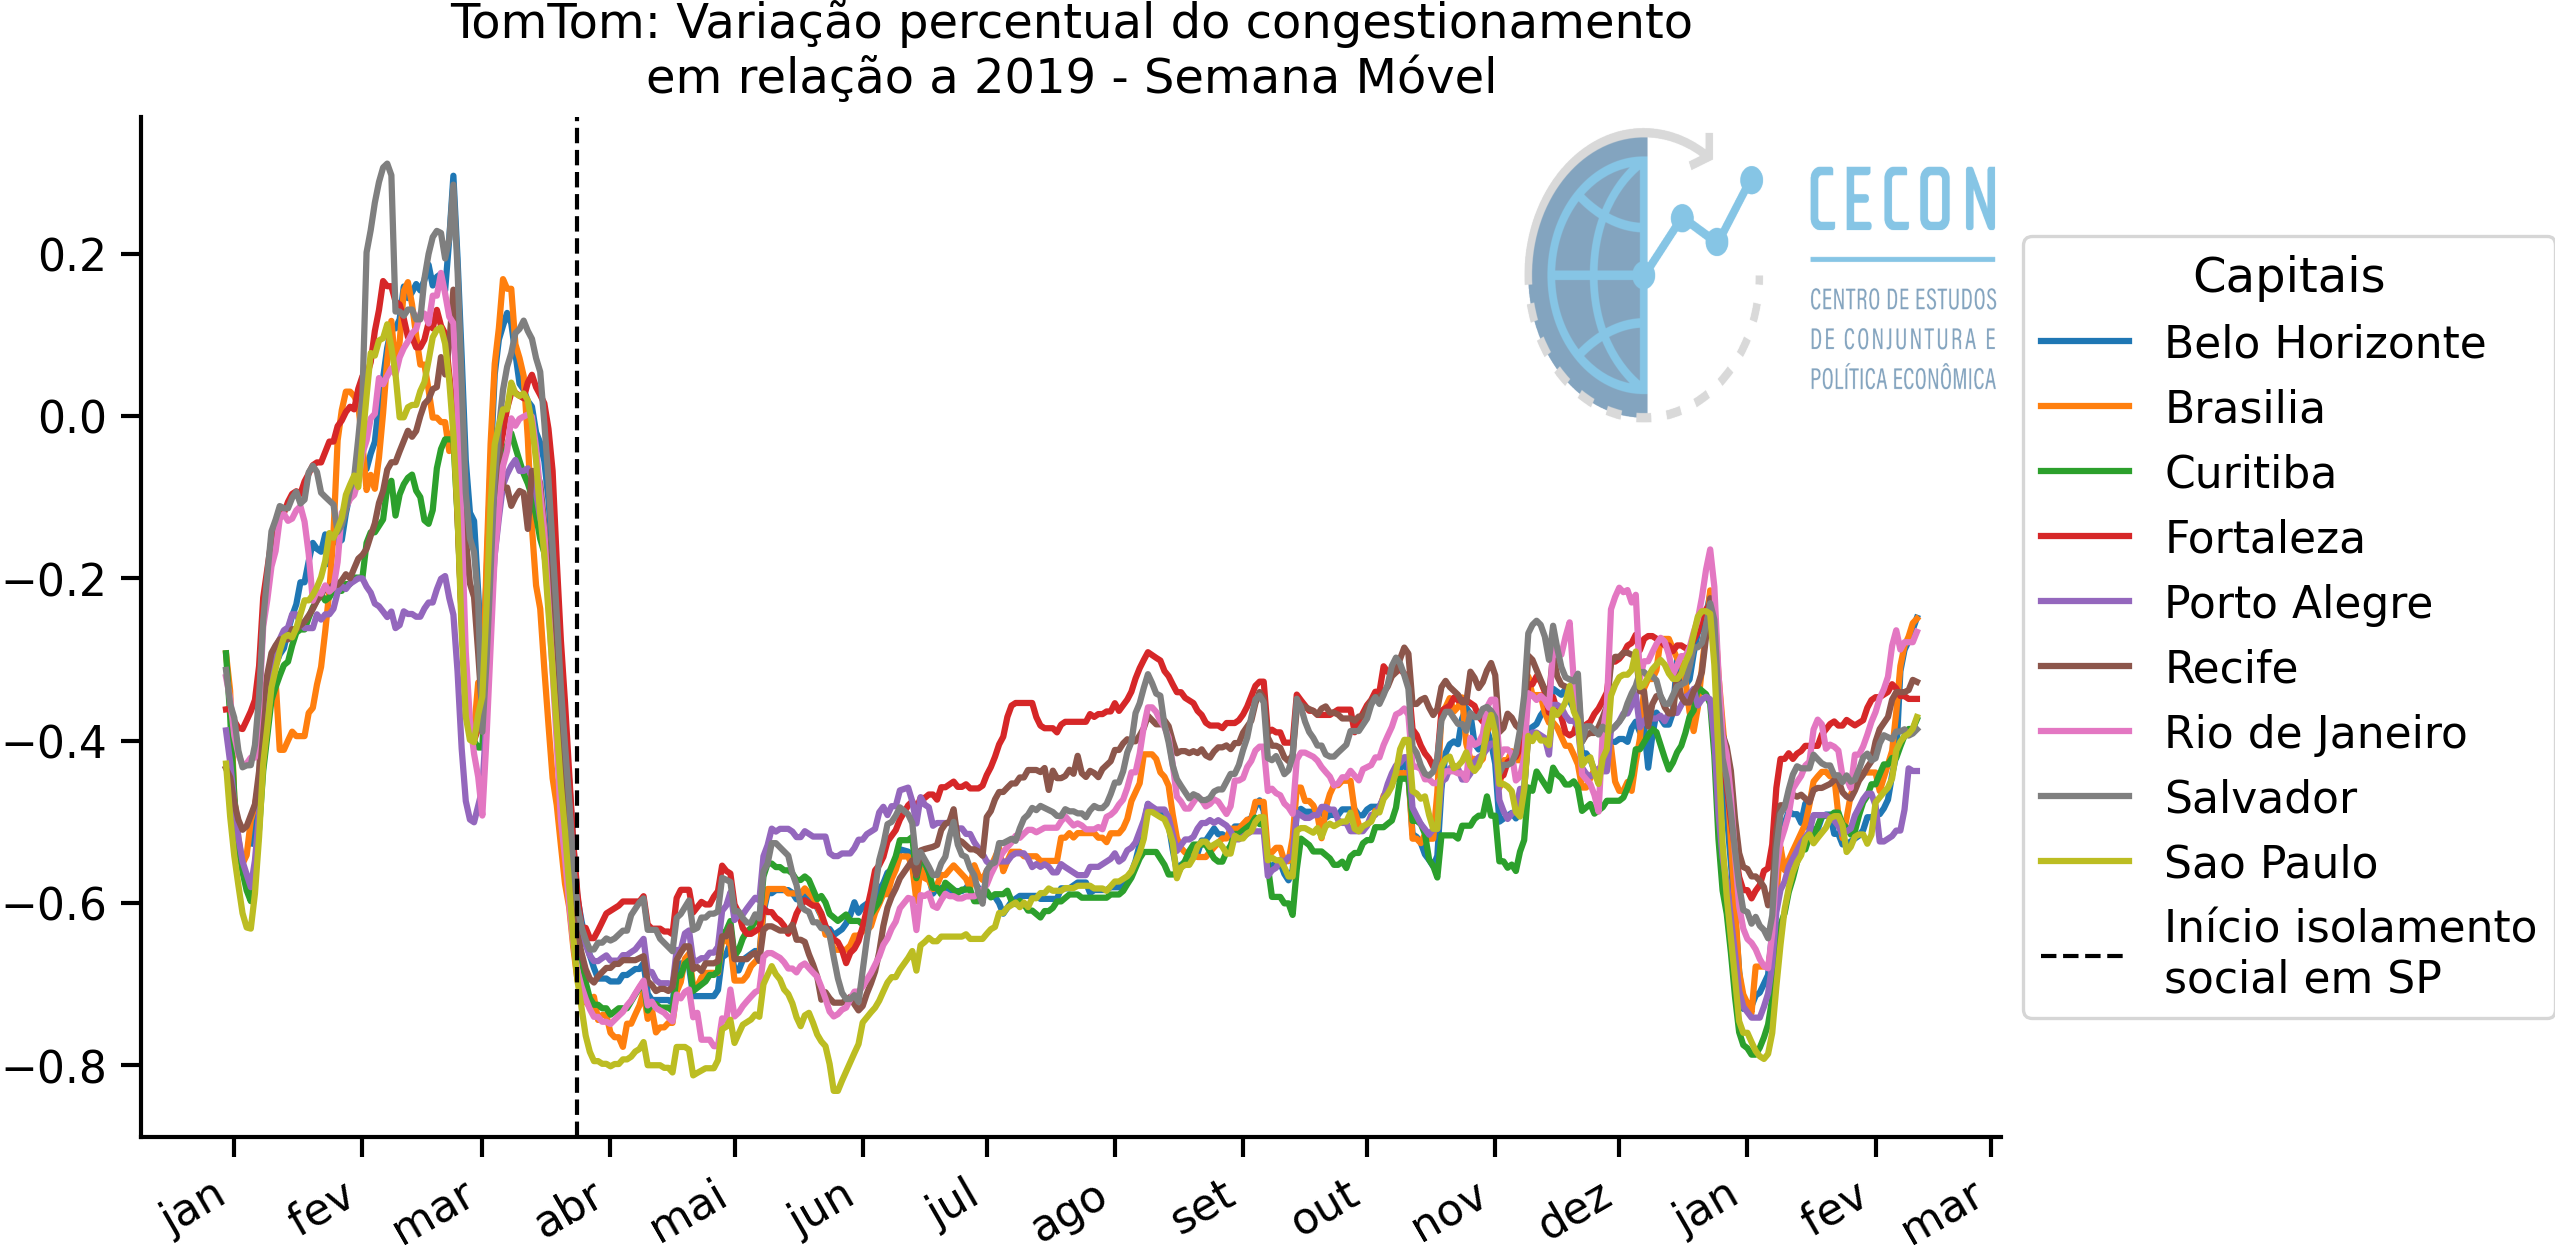 TomTom: Variação percentual do congestionamento
em relação a 2019 - Semana Móvel
CECON
CENTRO DE ESTUDOS
DE CONJUNTURA E
POLÍTICA ECONÔMICA
0.2
0.0
−0.2
−0.4
−0.6
−0.8
jan
fev
mar
abr
mai
jun
jul
ago
set
out
nov
dez
jan
fev
mar
Capitais
Belo Horizonte
Brasilia
Curitiba
Fortaleza
Porto Alegre
Recife
Rio de Janeiro
Salvador
Sao Paulo
Início isolamento
social em SP